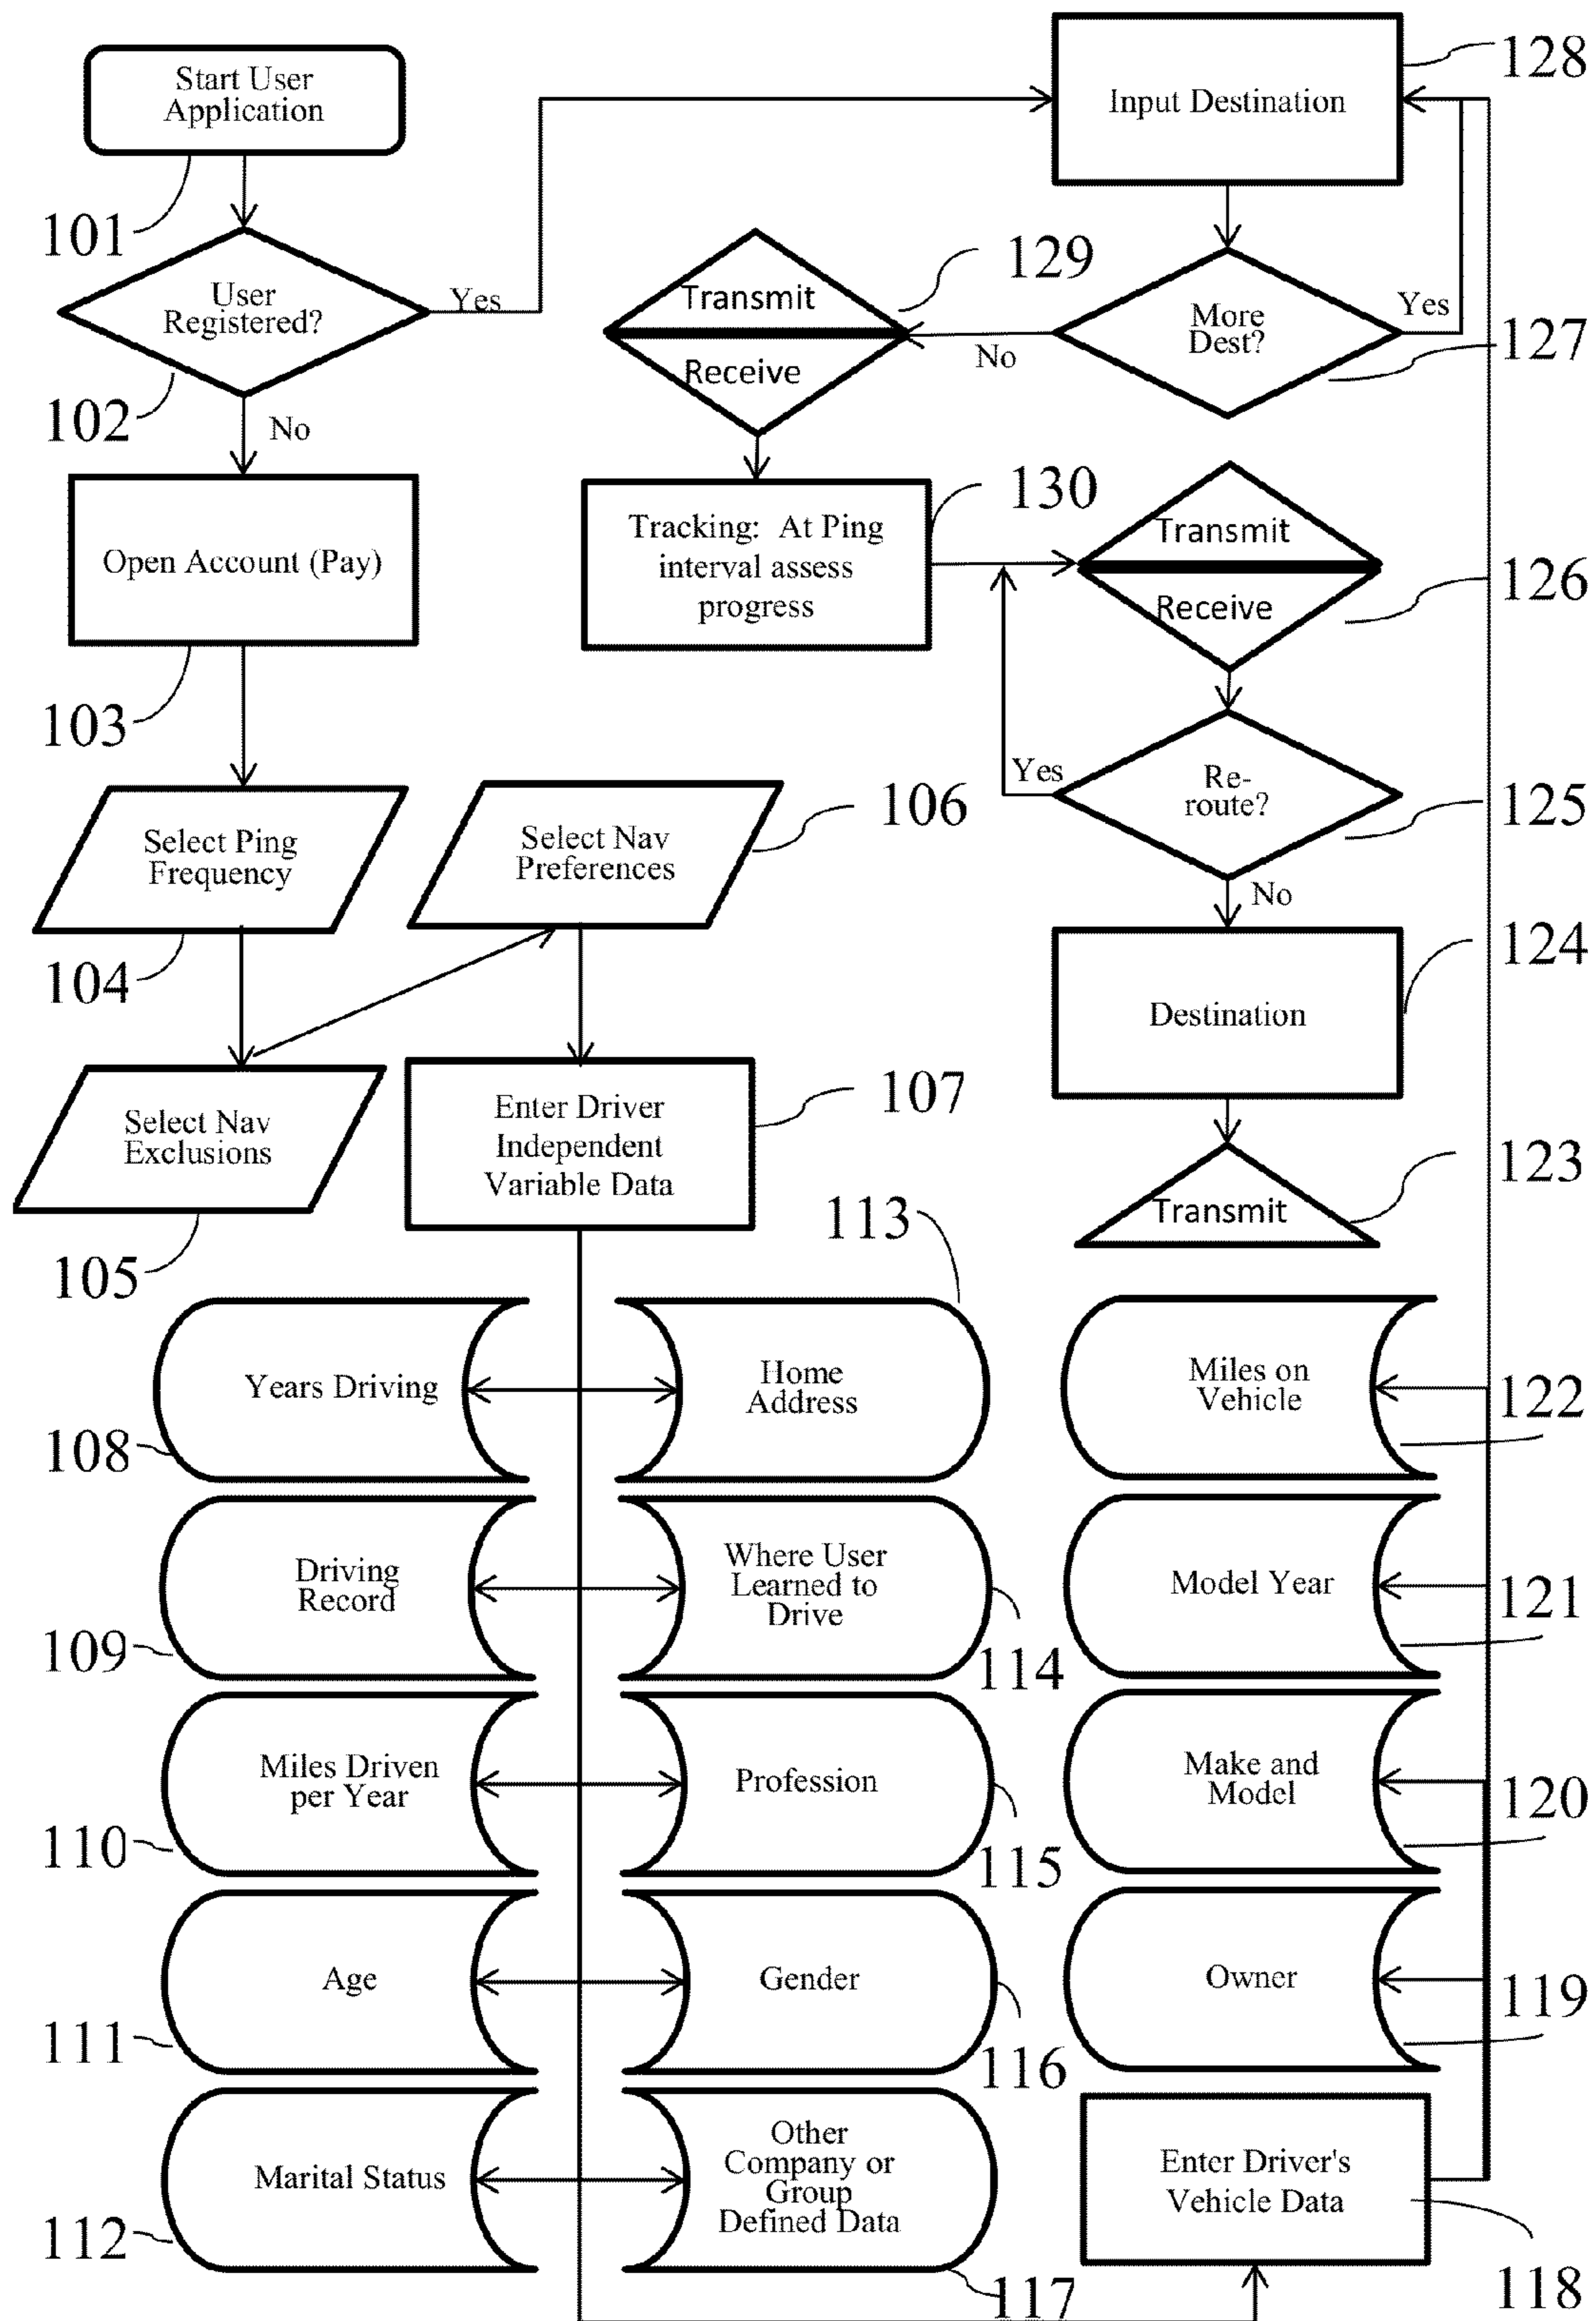 Start User
Application
101
User
Registered?
Yes
102
No
Open Account (Pay)
103
Select Ping
Frequency
104
Select Nav
Exclusions
105
Select Nav
Preferences
106
Enter Driver
Independent
Variable Data
107
Input Destination
128
More
Dest?
Yes
127
No
Transmit
Receive
129
Tracking: At Ping
interval assess
progress
130
Transmit
Receive
126
Re-
route?
Yes
125
No
Destination
124
Transmit
123
Years Driving
108
Home
Address
113
Driving
Record
109
Where User
Learned to
Drive
114
Miles Driven
per Year
110
Profession
115
Age
111
Gender
116
Marital Status
112
Other
Company or
Group
Defined Data
117
Miles on
Vehicle
122
Model Year
121
Make and
Model
120
Owner
119
Enter Driver's
Vehicle Data
118